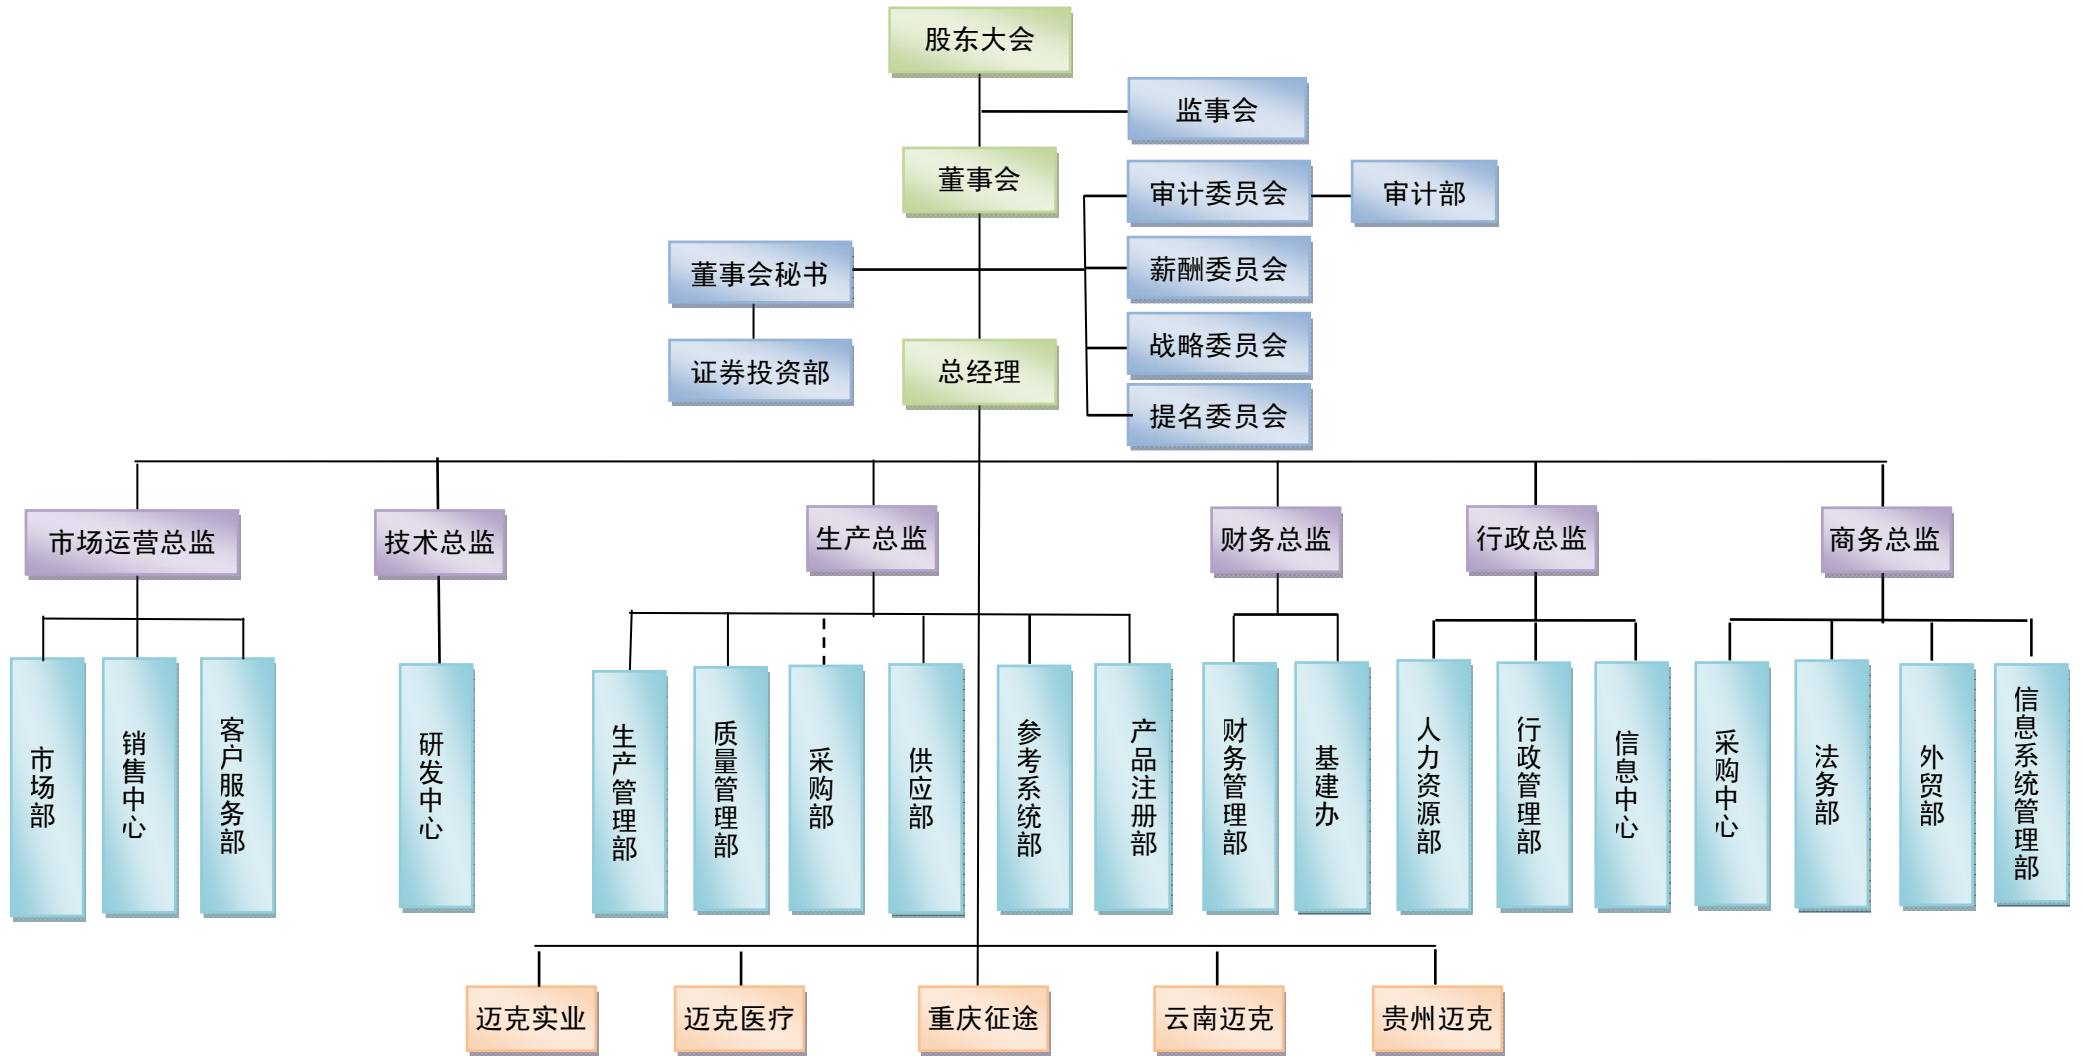 股东大会
监事会
董事会
审计委员会
审计部
董事会秘书
薪酬委员会
证券投资部
总经理
战略委员会
提名委员会
市场运营总监
技术总监
生产总监
财务总监
行政总监
商务总监
市场部
销售中心
客户服务部
研发中心
生产管理部
质量管理部
采购部
供应部
参考系统部
产品注册部
财务管理部
基建办
人力资源部
行政管理部
信息中心
采购中心
法务部
外贸部
信息系统管理部
迈克实业
迈克医疗
重庆征途
云南迈克
贵州迈克